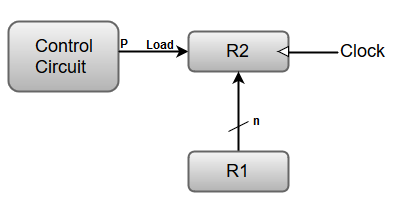 Control
Circuit
P Load
R2
Clock
n
R1